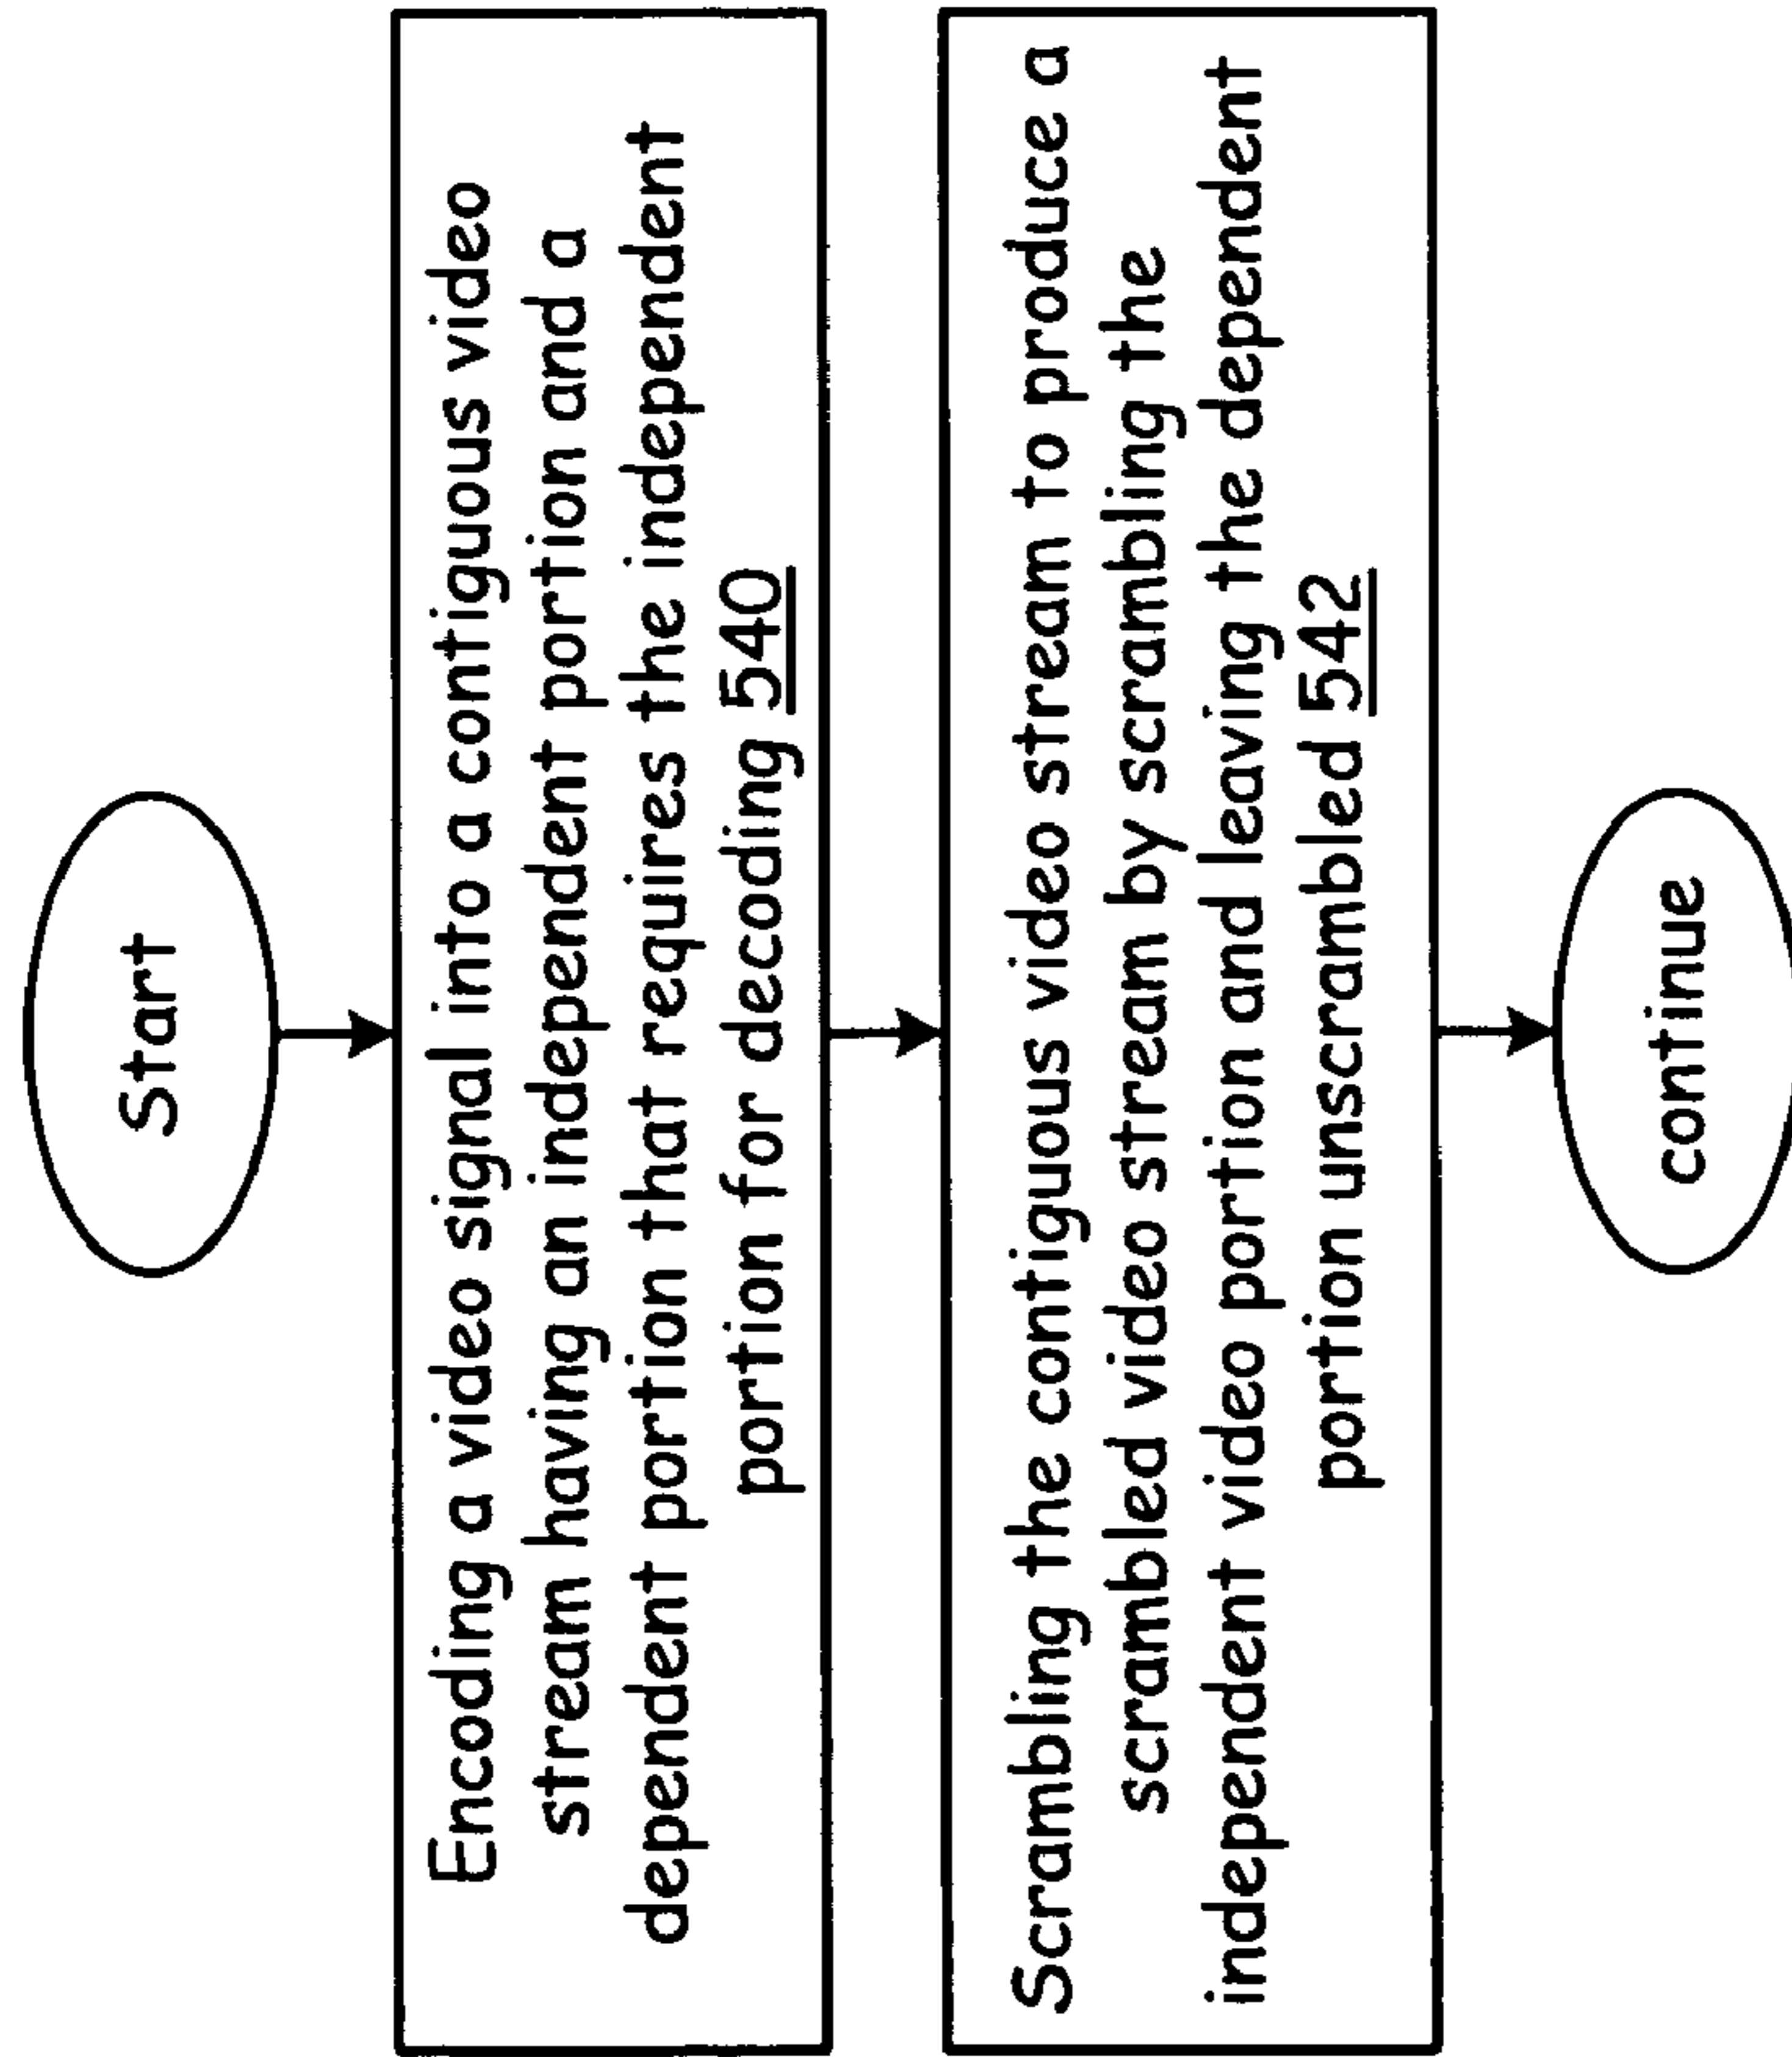 Start
Encoding a video signal into a contiguous video
stream having an independent portion and a
dependent portion that requires the independent
portion for decoding 540
Scrambling the contiguous video stream to produce a
scrambled video stream by scrambling the
independent video portion and leaving the dependent
portion unscrambled 542
continue